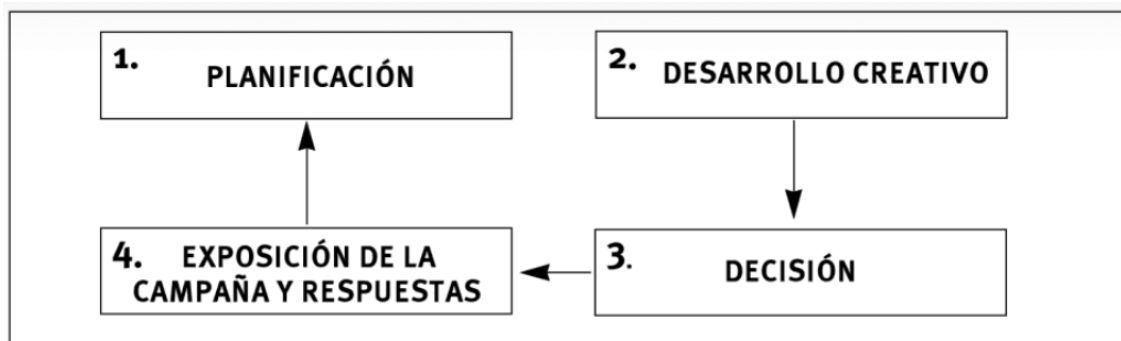 1. PLANIFICACIÓN
2. DESARROLLO CREATIVO
3. DECISIÓN
4. EXPOSICIÓN DE LA
CAMPAÑA Y RESPUESTAS